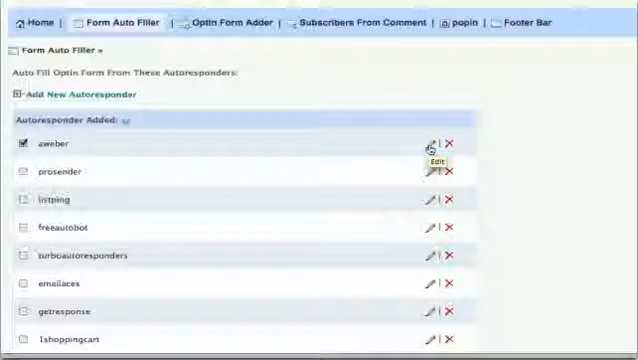 Home | Form Auto Filler | Optin Form Adder | Subscribers From Comment | popin | Footer Bar
Form Auto Filler »
Auto Fill Optin Form From These Autoresponders:
Add New Autoresponder
Autoresponder Added:
aweber
Edit
prosender
listping
freeautobot
turboautoresponders
emailaces
getresponse
1shoppingcart